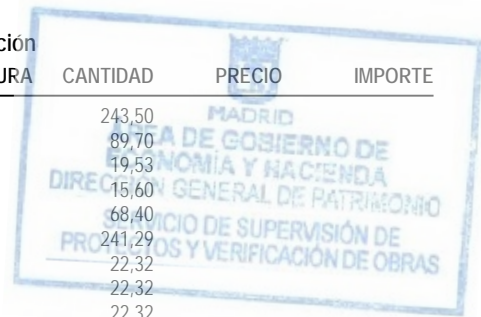 ción
URA CANTIDAD PRECIO IMPORTE
243,50
89,70
19,53
15,60
68,40
241,29
22,32
22,32
22,32
MADRID
ÁREA DE GOBIERNO DE
ECONOMÍA Y HACIENDA
DIRECCIÓN GENERAL DE PATRIMONIO
SERVICIO DE SUPERVISIÓN DE
PROYECTOS Y VERIFICACIÓN DE OBRAS